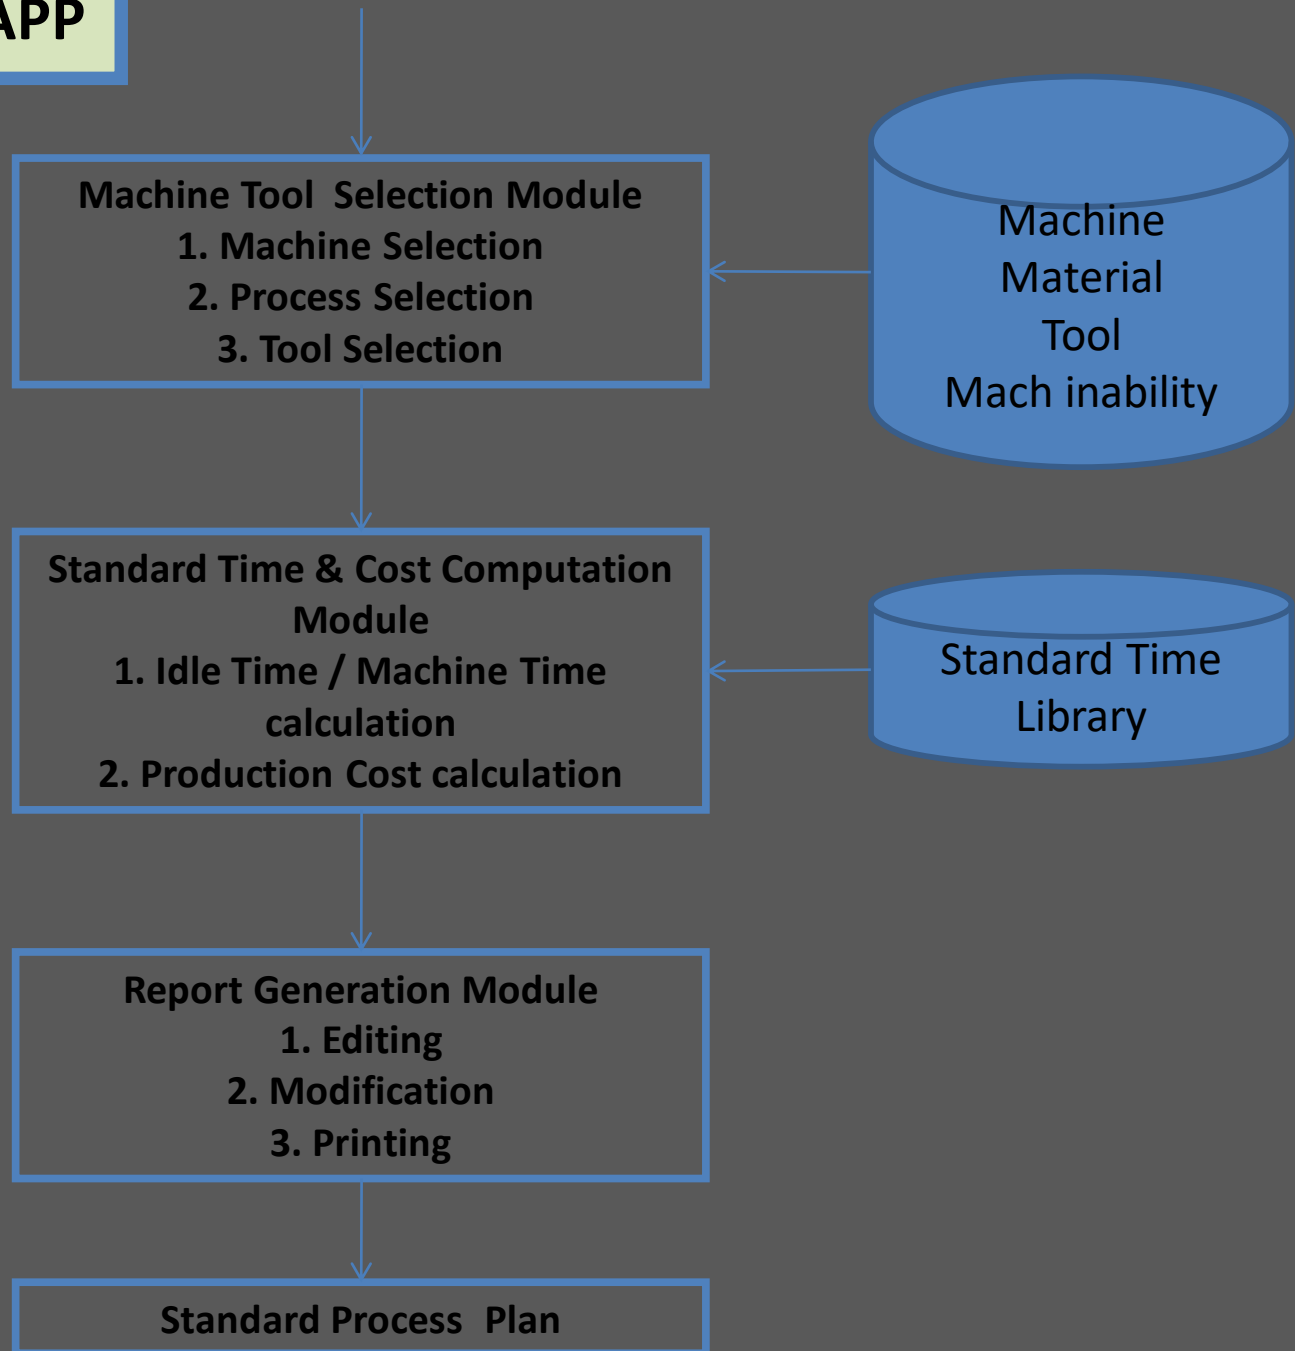 APP
Machine Tool Selection Module
1. Machine Selection
2. Process Selection
3. Tool Selection
Machine
Material
Tool
Mach inability
Standard Time & Cost Computation
Module
1. Idle Time / Machine Time
calculation
2. Production Cost calculation
Standard Time
Library
Report Generation Module
1. Editing
2. Modification
3. Printing
Standard Process Plan